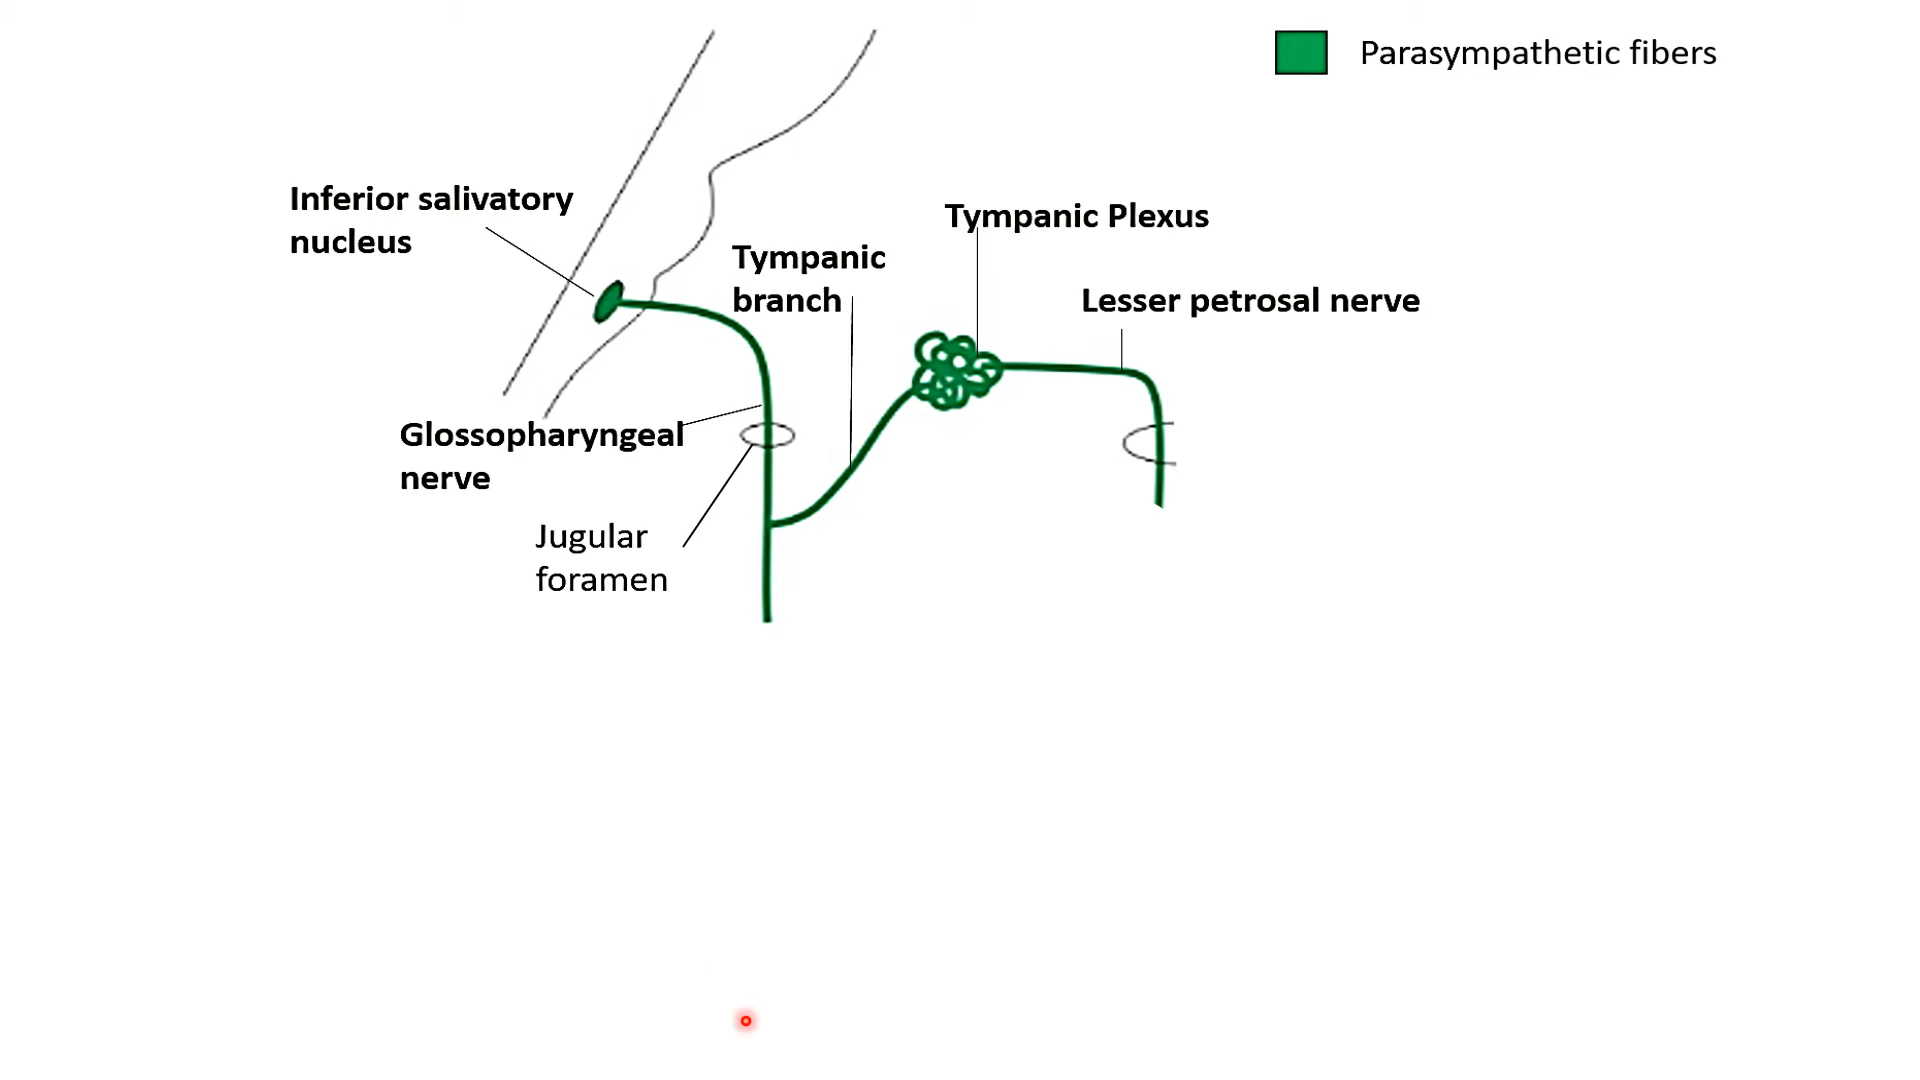 Parasympathetic fibers
Inferior salivatory
nucleus
Tympanic Plexus
Tympanic
branch
Lesser petrosal nerve
Glossopharyngeal
nerve
Jugular
foramen